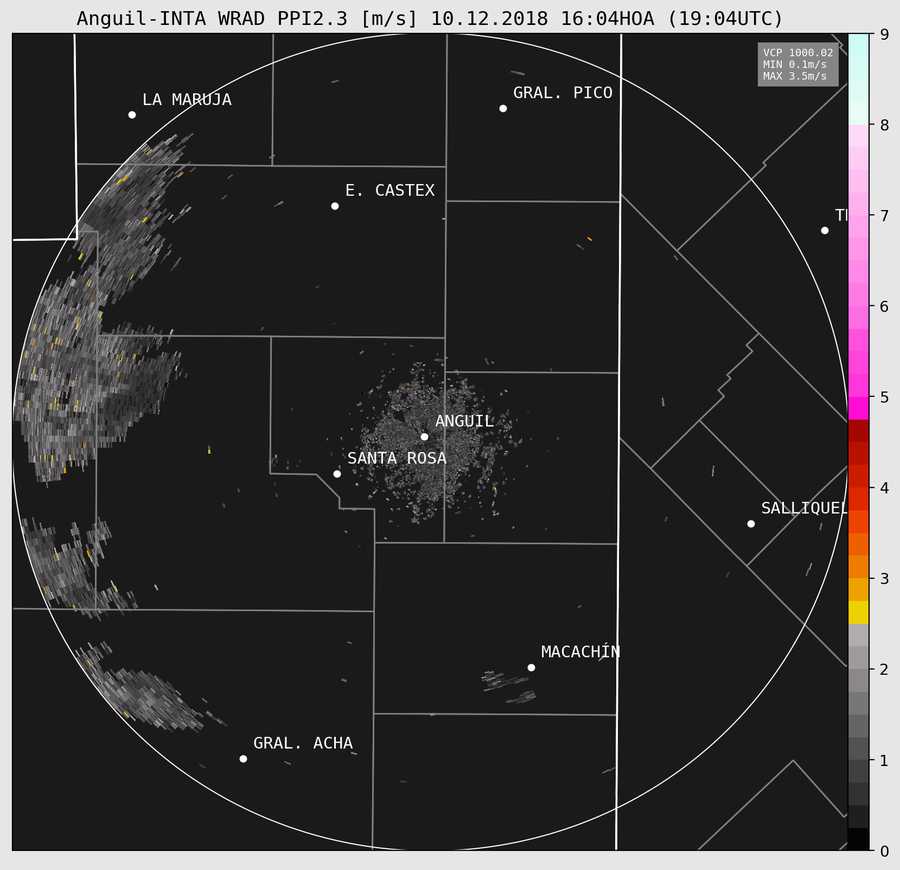 Anguil-INTA WRAD PPI2.3 [m/s] 10.12.2018 16:04HOA (19:04UTC)
VCP 1000.02
MIN 0.1m/s
MAX 3.5m/s
LA MARUJA
GRAL. PICO
E. CASTEX
ANGUIL
SANTA ROSA
SALLIQUEL
MACACHÍN
GRAL. ACHA
9
8
7
6
5
4
3
2
1
0